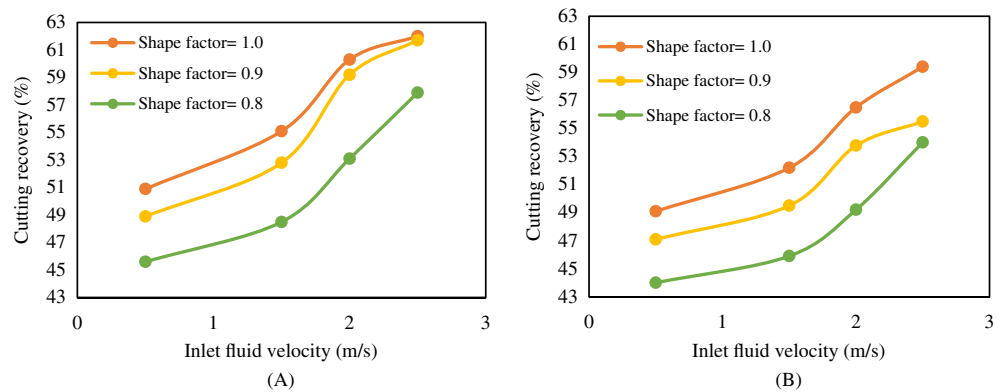 63
61
59
57
55
53
51
49
47
45
43
Cutting recovery (%)
Shape factor= 1.0
Shape factor= 0.9
Shape factor= 0.8
0
1
2
3
Inlet fluid velocity (m/s)
(A)
63
61
59
57
55
53
51
49
47
45
43
Cutting recovery (%)
Shape factor= 1.0
Shape factor= 0.9
Shape factor= 0.8
0
1
2
3
Inlet fluid velocity (m/s)
(B)